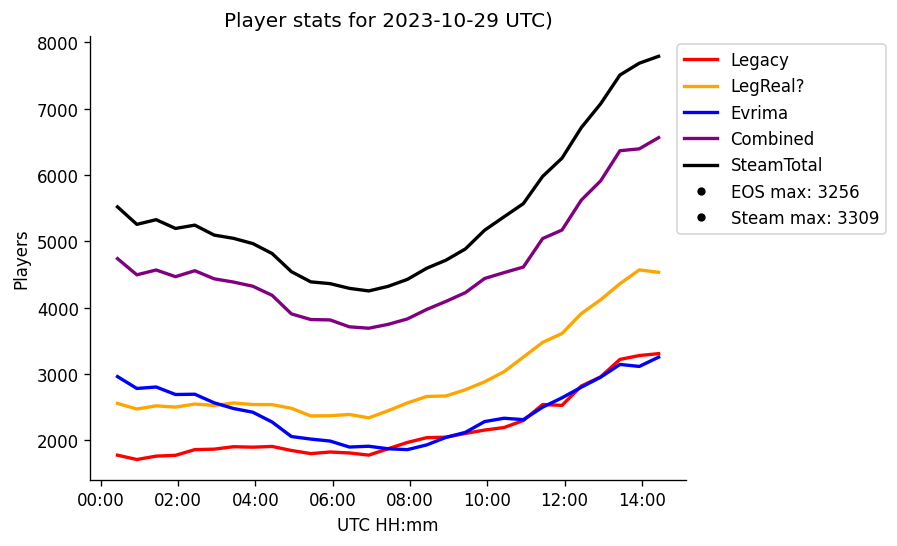 Player stats for 2023-10-29 UTC)
8000
7000
6000
5000
4000
3000
2000
Players
00:00 02:00 04:00 06:00 08:00 10:00 12:00 14:00
UTC HH:mm
Legacy
LegReal?
Evrima
Combined
SteamTotal
EOS max: 3256
Steam max: 3309